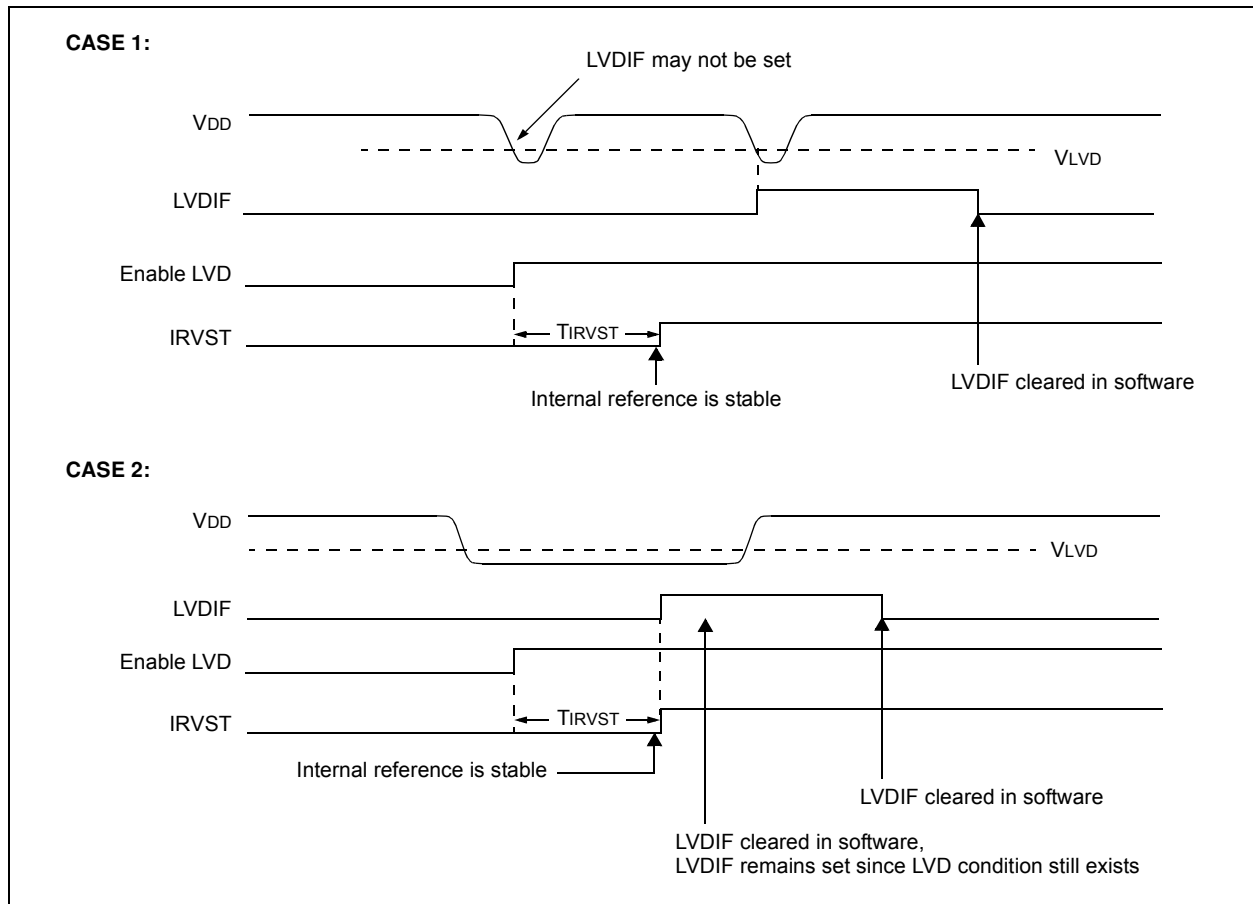 CASE 1:
LVDIF may not be set
VDD
VLVD
LVDIF
Enable LVD
TIRVST
IRVST
Internal reference is stable
LVDIF cleared in software
CASE 2:
VDD
VLVD
LVDIF
Enable LVD
TIRVST
IRVST
Internal reference is stable
LVDIF cleared in software
LVDIF cleared in software,
LVDIF remains set since LVD condition still exists